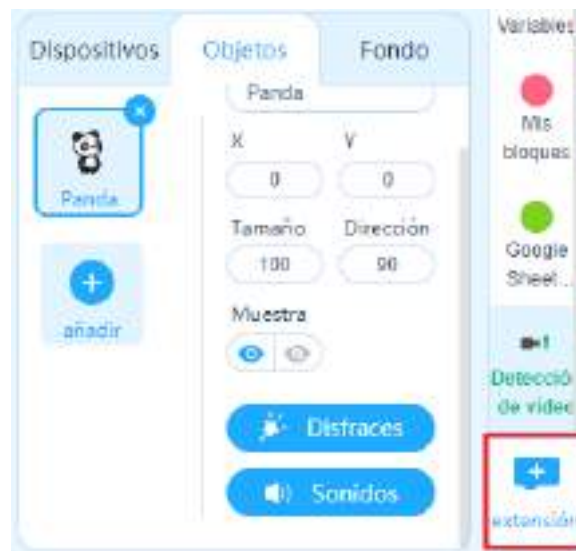 Dispositivos
Objetos
Fondo
Panda
Panda
añadir
X
Y
0
0
Tamaño
Dirección
100
90
Muestra
Disfraces
Sonidos
Variables
Mis
bloques
Google
Sheet...
Detecció
de video
extensión